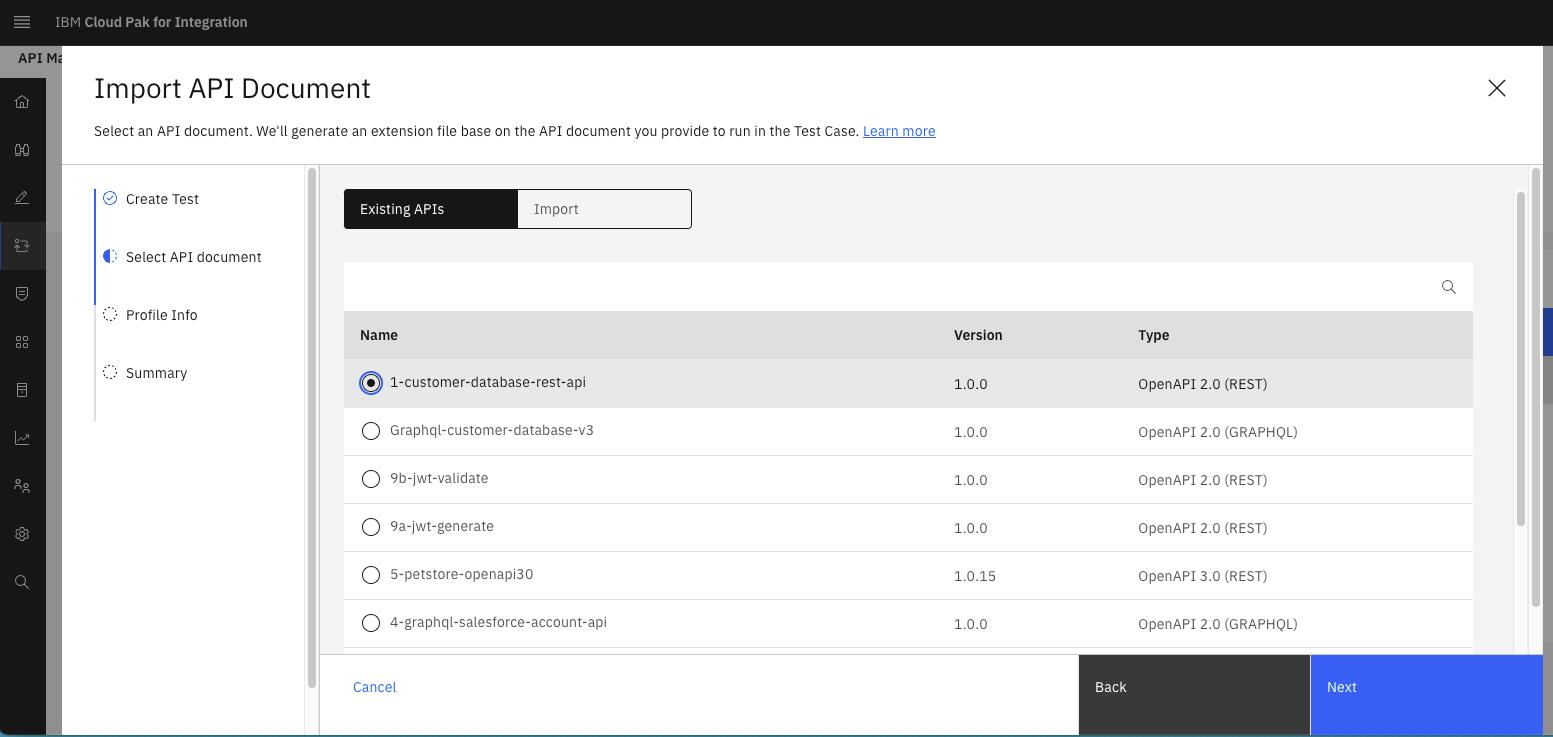 IBM Cloud Pak for Integration
API Ma
Import API Document
Select an API document. We'll generate an extension file base on the API document you provide to run in the Test Case. Learn more
Create Test
Select API document
Profile Info
Summary
Existing APIs Import
Name Version Type
1-customer-database-rest-api 1.0.0 OpenAPI 2.0 (REST)
Graphql-customer-database-v3 1.0.0 OpenAPI 2.0 (GRAPHQL)
9b-jwt-validate 1.0.0 OpenAPI 2.0 (REST)
9a-jwt-generate 1.0.0 OpenAPI 2.0 (REST)
5-petstore-openapi30 1.0.15 OpenAPI 3.0 (REST)
4-graphql-salesforce-account-api 1.0.0 OpenAPI 2.0 (GRAPHQL)
Cancel Back Next